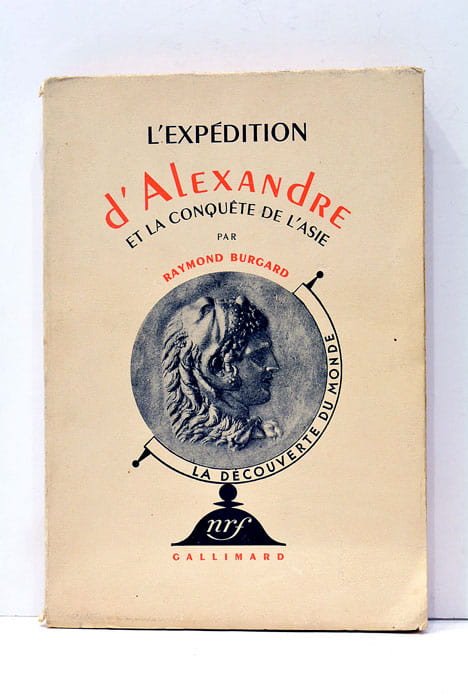 L'EXPÉDITION
d'ALEXANDRE
ET LA CONQUÊTE DE L'ASIE
PAR
RAYMOND BURGARD
LA DÉCOUVERTE DU MONDE
nrf
GALLIMARD